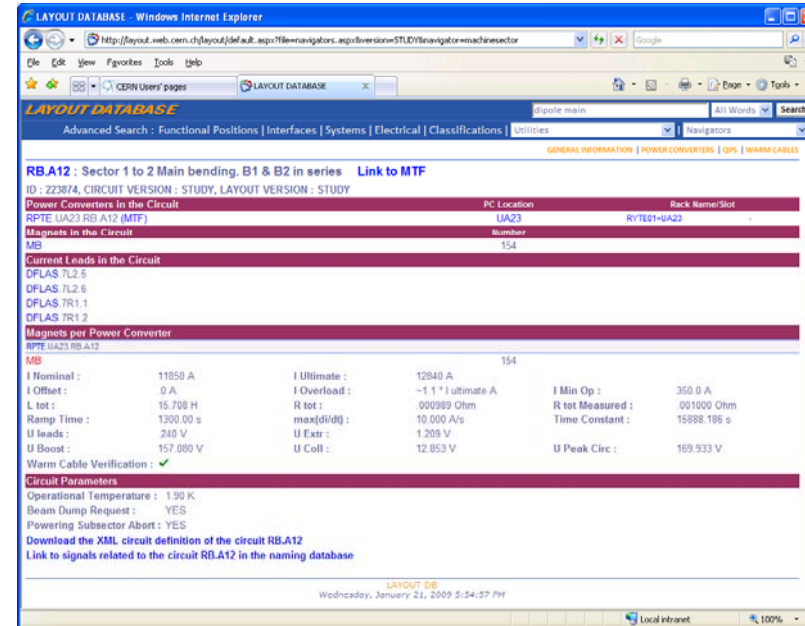 LAYOUT DATABASE - Windows Internet Explorer
http://layout.web.cern.ch/layout/default.aspx?file=navigators.aspx&version=STUDY&navigator=machinesector Google
File Edit View Favorites Tools Help
CERN Users' pages LAYOUT DATABASE X Page Tools
LAYOUT DATABASE dipole main All Words Search
Advanced Search : Functional Positions | Interfaces | Systems | Electrical | Classifications | Utilities | Navigators
GENERAL INFORMATION | POWER CONVERTERS | QPS | WARM CABLES
RB.A12 : Sector 1 to 2 Main bending. B1 & B2 in series Link to MTF
ID : 223874, CIRCUIT VERSION : STUDY, LAYOUT VERSION : STUDY
Power Converters in the Circuit PC Location Rack Name/Slot
RPTE.UA23.RB.A12 (MTF) UA23 RYTE01=UA23 -
Magnets in the Circuit Number
MB 154
Current Leads in the Circuit
DFLAS.7L2.5
DFLAS.7L2.6
DFLAS.7R1.1
DFLAS.7R1.2
Magnets per Power Converter
RPTE.UA23.RB.A12
MB 154
I Nominal : 11850 A I Ultimate : 12840 A
I Offset : .0 A I Overload : ~1.1 * I ultimate A I Min Op : 350.0 A
L tot : 15.708 H R tot : .000989 Ohm R tot Measured : .001000 Ohm
Ramp Time : 1300.00 s max(di/dt) : 10.000 A/s Time Constant : 15888.186 s
U leads : .240 V U Extr : 1.209 V
U Boost : 157.080 V U Coll : 12.853 V U Peak Circ : 169.933 V
Warm Cable Verification : ✓
Circuit Parameters
Operational Temperature : 1.90 K
Beam Dump Request : YES
Powering Subsector Abort : YES
Download the XML circuit definition of the circuit RB.A12
Link to signals related to the circuit RB.A12 in the naming database
LAYOUT DB
Wednesday, January 21, 2009 5:54:57 PM
Local intranet 100%